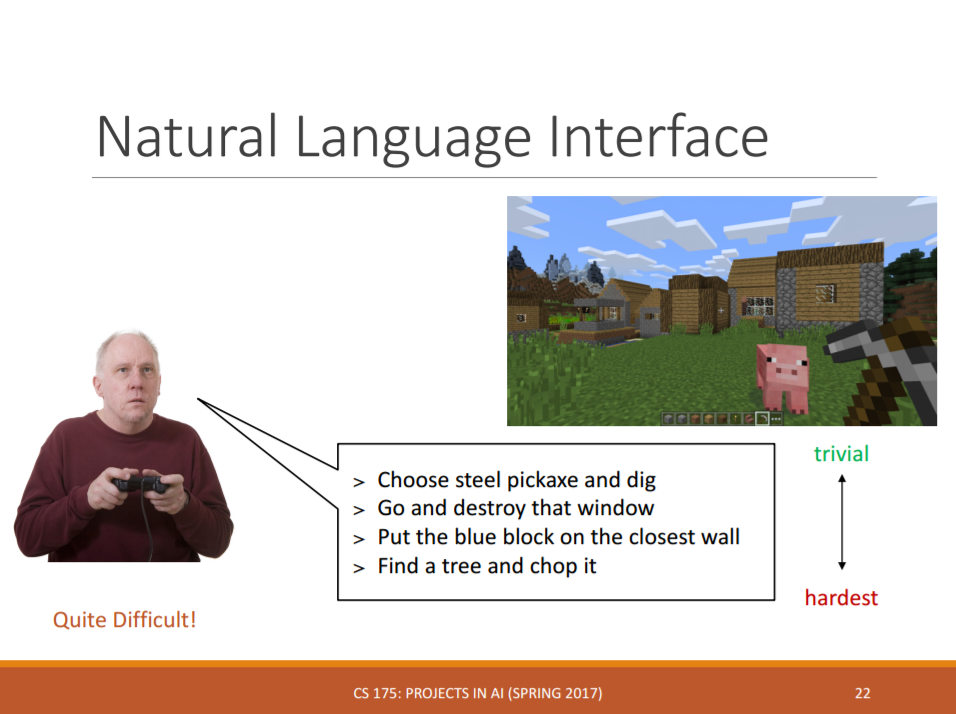 Natural Language Interface
> Choose steel pickaxe and dig
> Go and destroy that window
> Put the blue block on the closest wall
> Find a tree and chop it
trivial
hardest
Quite Difficult!
CS 175: PROJECTS IN AI (SPRING 2017)
22